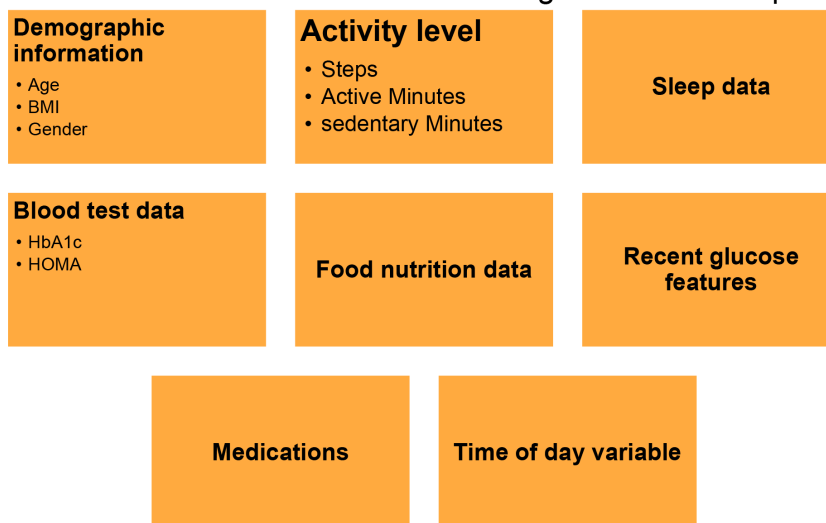 Demographic
information
• Age
• BMI
• Gender
Activity level
• Steps
• Active Minutes
• sedentary Minutes
Sleep data
Blood test data
• HbA1c
• HOMA
Food nutrition data
Recent glucose
features
Medications
Time of day variable